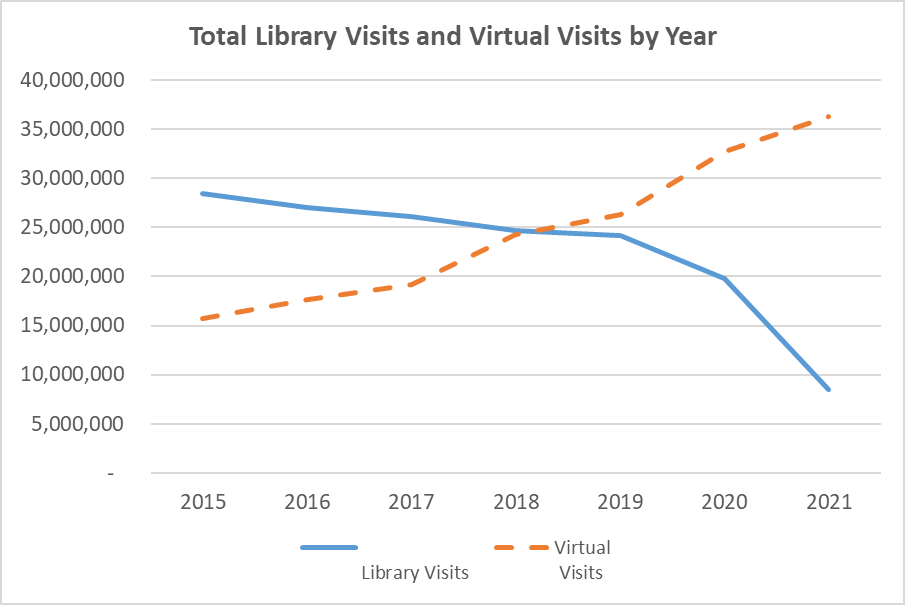 Total Library Visits and Virtual Visits by Year
40,000,000
35,000,000
30,000,000
25,000,000
20,000,000
15,000,000
10,000,000
5,000,000
-
2015 2016 2017 2018 2019 2020 2021
Library Visits
Virtual
Visits